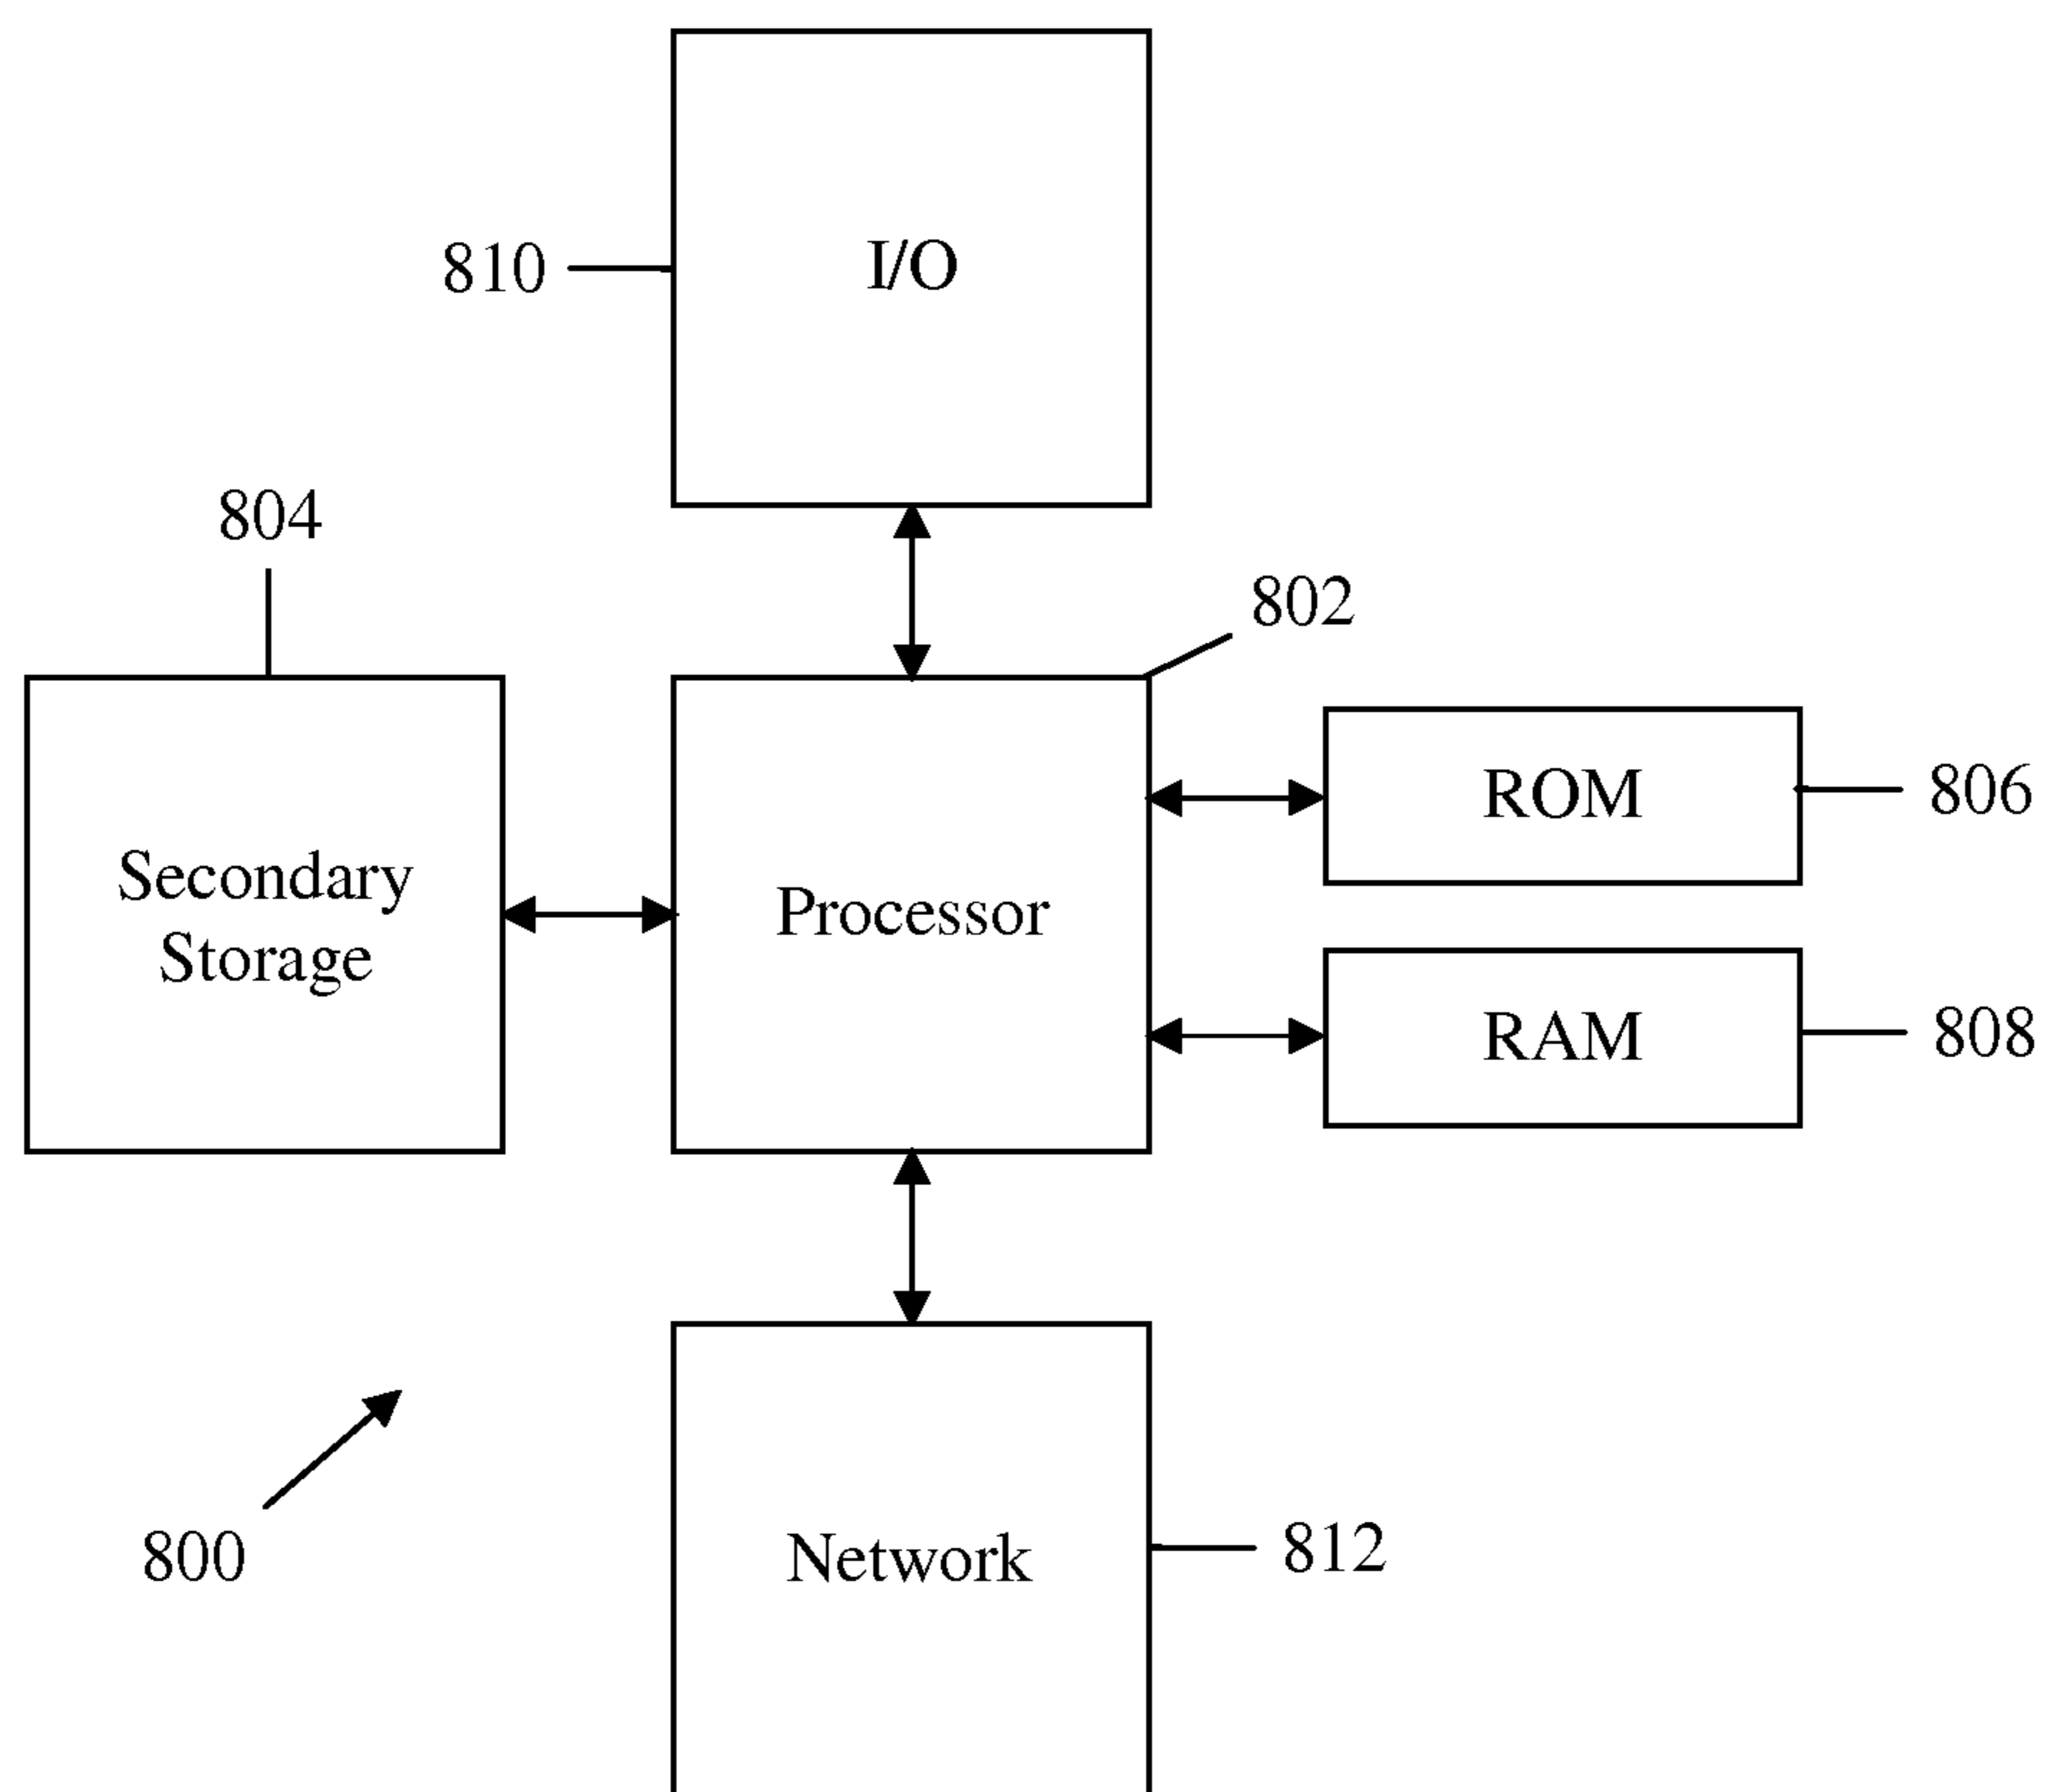 I/O
810
804
802
Secondary
Storage
Processor
ROM
806
RAM
808
800
Network
812